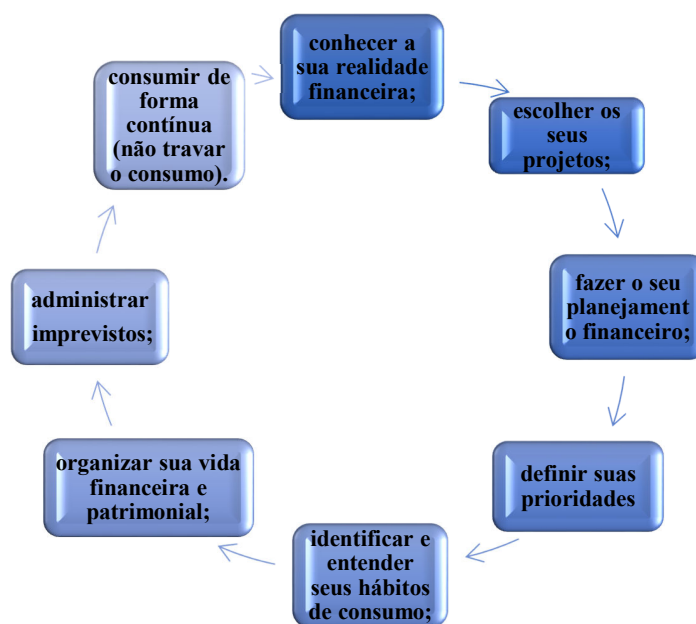 conhecer a
sua realidade
financeira;
escolher os
seus
projetos;
fazer o seu
planejament
o financeiro;
definir suas
prioridades
identificar e
entender
seus hábitos
de consumo;
organizar sua vida
financeira e
patrimonial;
administrar
imprevistos;
consumir de
forma
contínua
(não travar
o consumo).